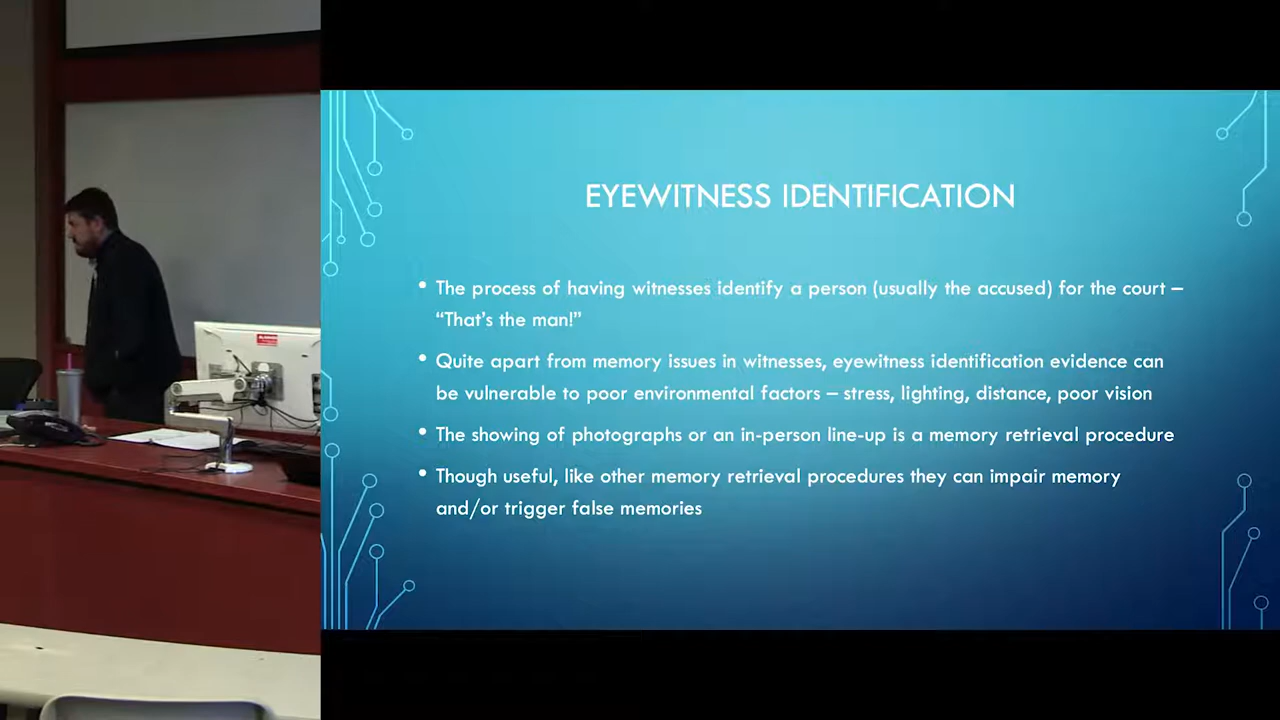 EYEWITNESS IDENTIFICATION
• The process of having witnesses identify a person (usually the accused) for the court –
“That’s the man!”
• Quite apart from memory issues in witnesses, eyewitness identification evidence can
be vulnerable to poor environmental factors – stress, lighting, distance, poor vision
• The showing of photographs or an in-person line-up is a memory retrieval procedure
• Though useful, like other memory retrieval procedures they can impair memory
and/or trigger false memories